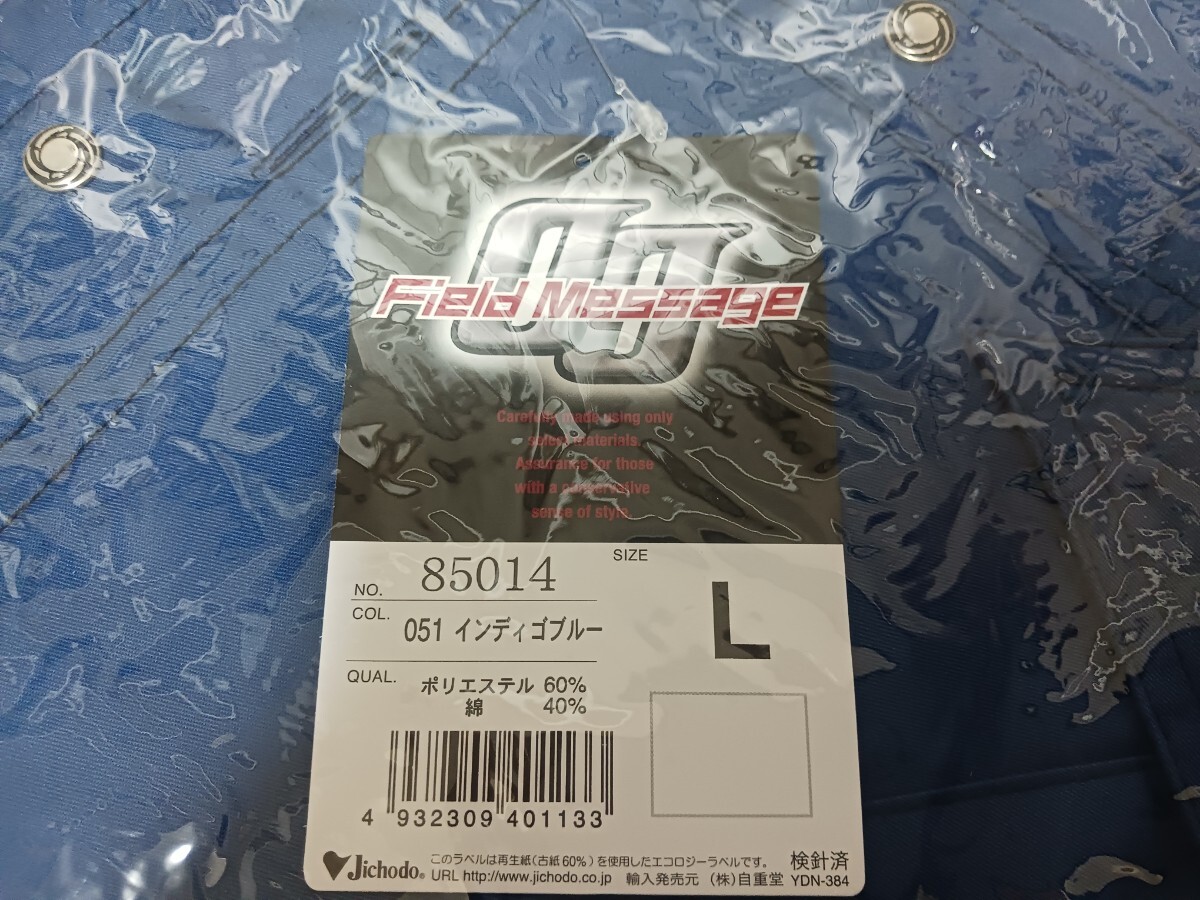 Field Message
Carefully made using only
select materials.
Assurance for those
with a conservative
sense of style.
NO. 85014
SIZE
L
COL. 051 インディゴブルー
QUAL. ポリエステル 60%
綿 40%
4 932309 401133
Jichodo®
このラベルは再生紙(古紙60%)を使用したエコロジーラベルです。
URL http://www.jichodo.co.jp 輸入発売元 (株)自重堂
検針済
YDN-384